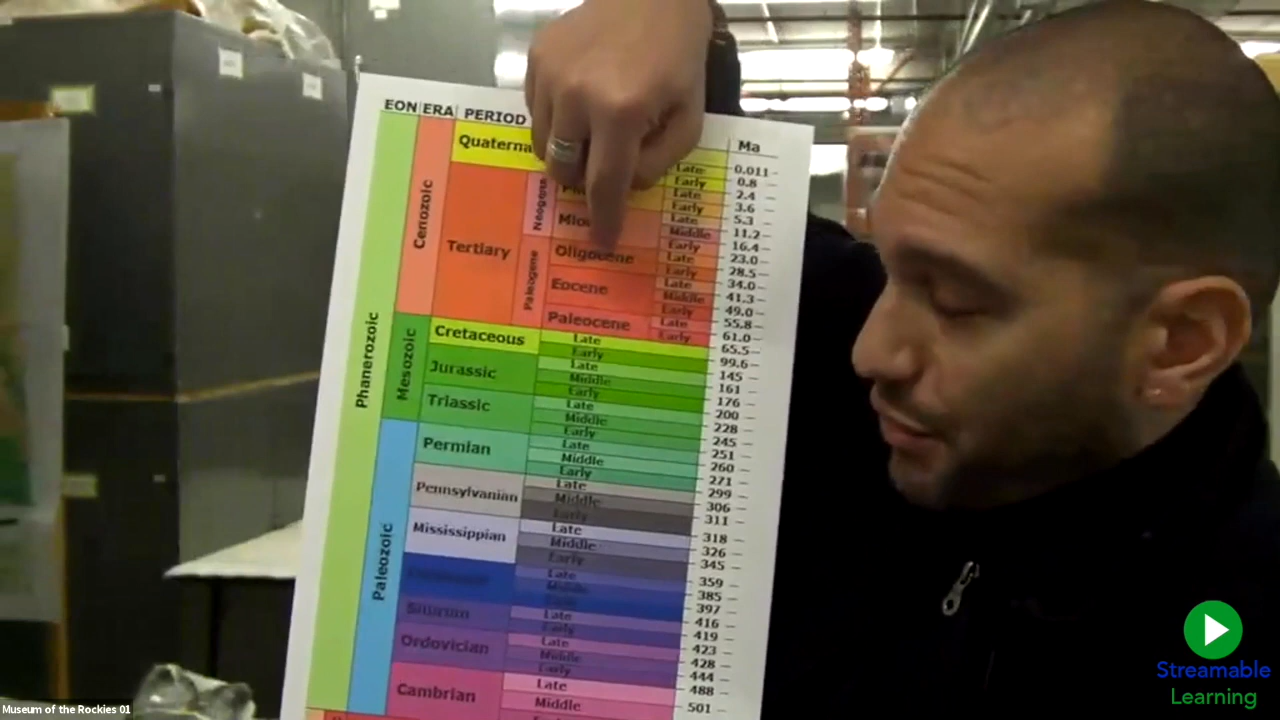 EON ERA PERIOD
Ma
Quaterna
Late
0.011
Early
0.8
Late
2.4
Early
3.6
Late
5.3
Middle
11.2
Early
16.4
Late
23.0
Early
28.5
Late
34.0
Middle
41.3
Early
49.0
Late
55.8
Early
61.0
65.5
Cenozoic
Tertiary
Neogene
Paleogene
Mio
Oligocene
Eocene
Paleocene
Phanerozoic
Mesozoic
Cretaceous
Late
Early
99.6
Jurassic
Late
145
Middle
161
Early
176
Triassic
Late
200
Middle
228
Early
245
Permian
Late
251
Middle
260
Early
271
Paleozoic
Pennsylvanian
Late
299
Middle
306
Early
311
Mississippian
Late
318
Middle
326
Early
345
Late
359
Middle
385
397
Silurian
Late
416
Early
419
Ordovician
Late
423
Middle
428
Early
444
Cambrian
Late
488
Middle
501
Museum of the Rockies 01
Streamable
Learning